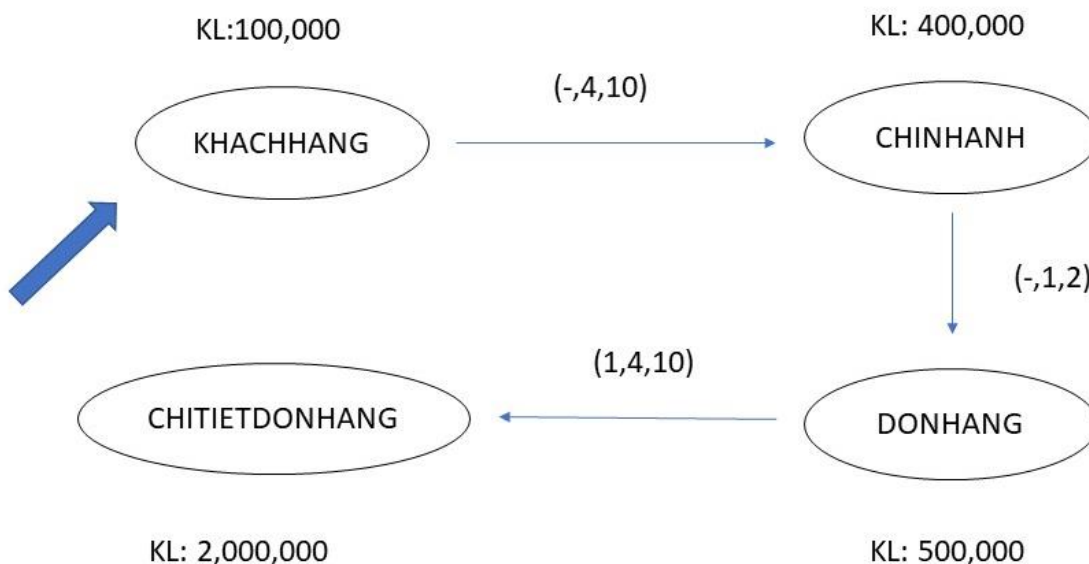 KL:100,000
KL: 400,000
(-,4,10)
KHACHHANG
CHINHANH
(-,1,2)
(1,4,10)
CHITIETDONHANG
DONHANG
KL: 2,000,000
KL: 500,000